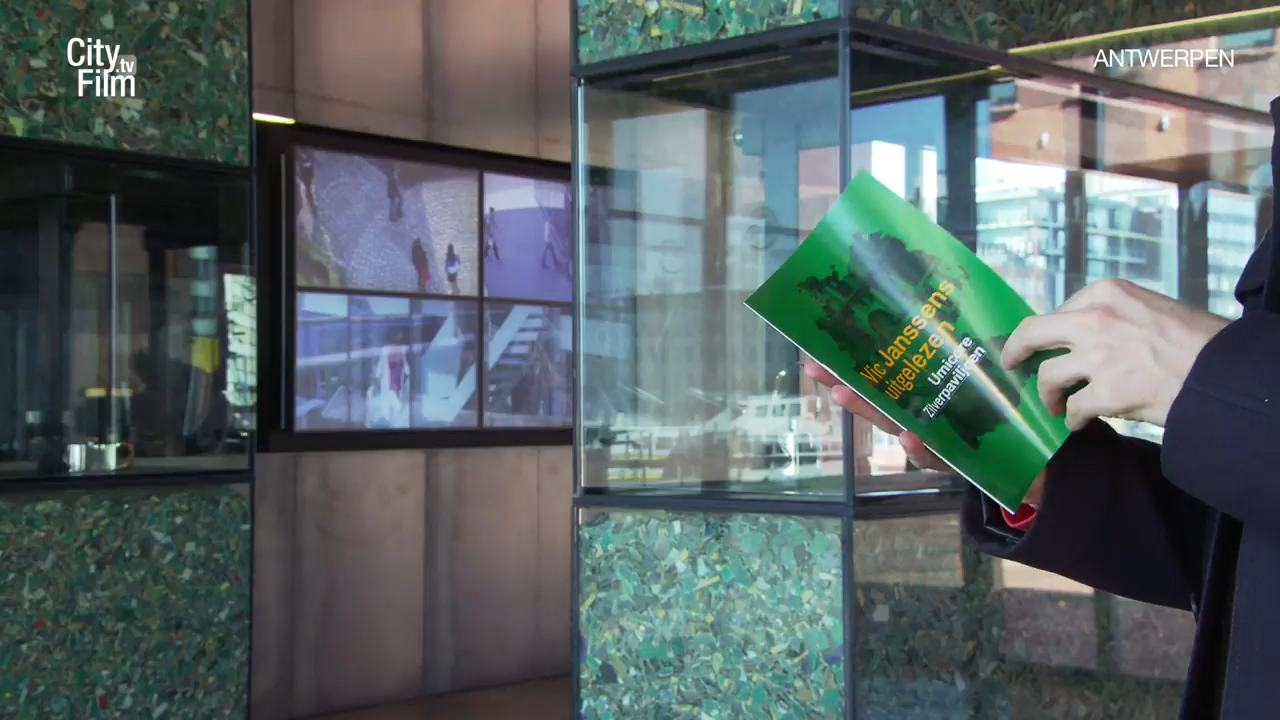 City.tv
Film
ANTWERPEN
Vic Janssens
uitgelezen
Umicore
Zilverpaviljoen